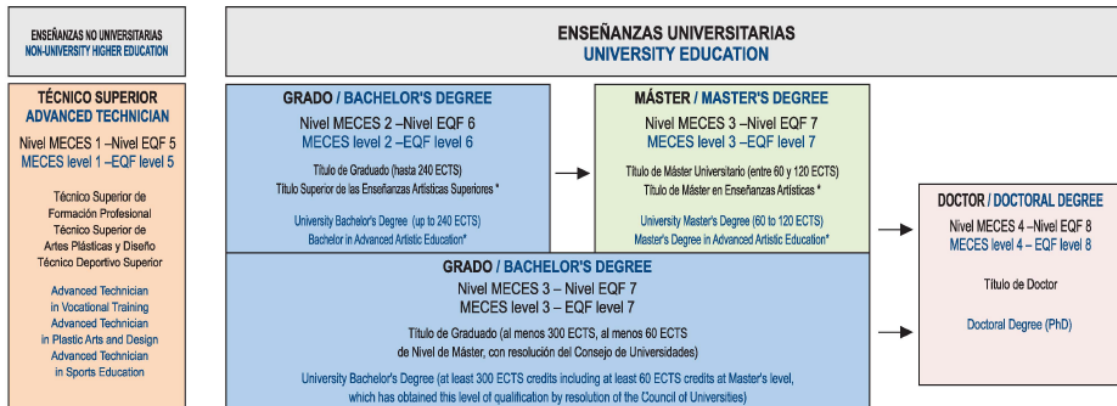 ENSEÑANZAS NO UNIVERSITARIAS
NON-UNIVERSITY HIGHER EDUCATION
TÉCNICO SUPERIOR
ADVANCED TECHNICIAN
Nivel MECES 1 –Nivel EQF 5
MECES level 1 –EQF level 5
Técnico Superior de
Formación Profesional
Técnico Superior de
Artes Plásticas y Diseño
Técnico Deportivo Superior
Advanced Technician
in Vocational Training
Advanced Technician
in Plastic Arts and Design
Advanced Technician
in Sports Education
ENSEÑANZAS UNIVERSITARIAS
UNIVERSITY EDUCATION
GRADO / BACHELOR'S DEGREE
Nivel MECES 2 –Nivel EQF 6
MECES level 2 –EQF level 6
Título de Graduado (hasta 240 ECTS)
Título Superior de las Enseñanzas Artísticas Superiores *
University Bachelor's Degree (up to 240 ECTS)
Bachelor in Advanced Artistic Education*
MÁSTER / MASTER'S DEGREE
Nivel MECES 3 –Nivel EQF 7
MECES level 3 –EQF level 7
Título de Máster Universitario (entre 60 y 120 ECTS)
Título de Máster en Enseñanzas Artísticas *
University Master's Degree (60 to 120 ECTS)
Master's Degree in Advanced Artistic Education*
GRADO / BACHELOR'S DEGREE
Nivel MECES 3 – Nivel EQF 7
MECES level 3 – EQF level 7
Título de Graduado (al menos 300 ECTS, al menos 60 ECTS
de Nivel de Máster, con resolución del Consejo de Universidades)
University Bachelor's Degree (at least 300 ECTS credits including at least 60 ECTS credits at Master's level,
which has obtained this level of qualification by resolution of the Council of Universities)
DOCTOR / DOCTORAL DEGREE
Nivel MECES 4 –Nivel EQF 8
MECES level 4 – EQF level 8
Título de Doctor
Doctoral Degree (PhD)